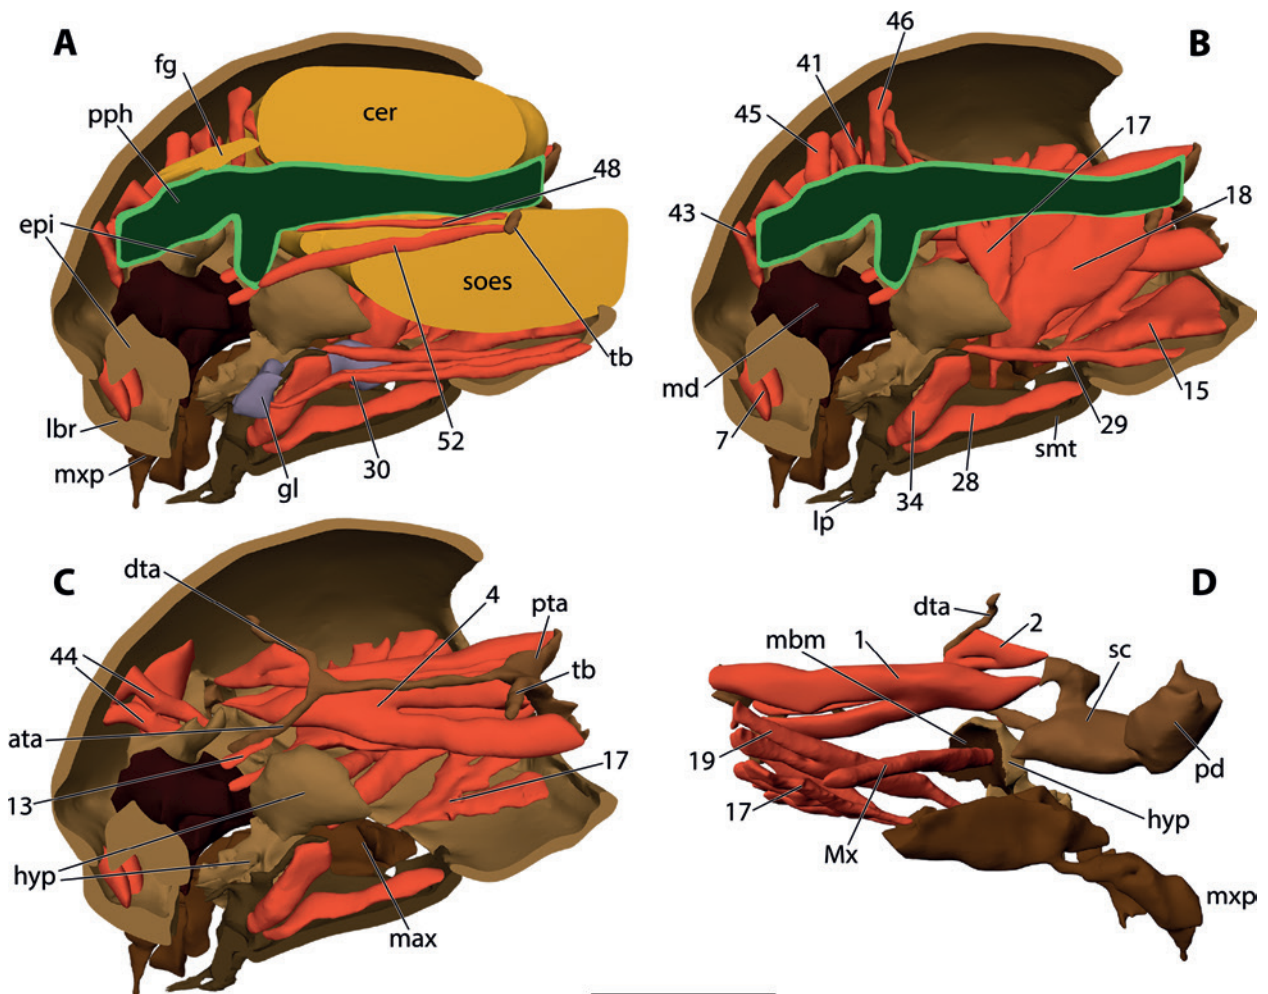 A
fg
cer
pph
48
epi
soes
tb
lbr
mxp
gl
30
52
46
B
41
45
17
43
18
md
7
15
29
smt
28
34
lp
C
dta
4
pta
44
tb
ata
17
13
hyp
max
D
dta
mbm
1
2
sc
19
pd
17
hyp
Mx
mxp